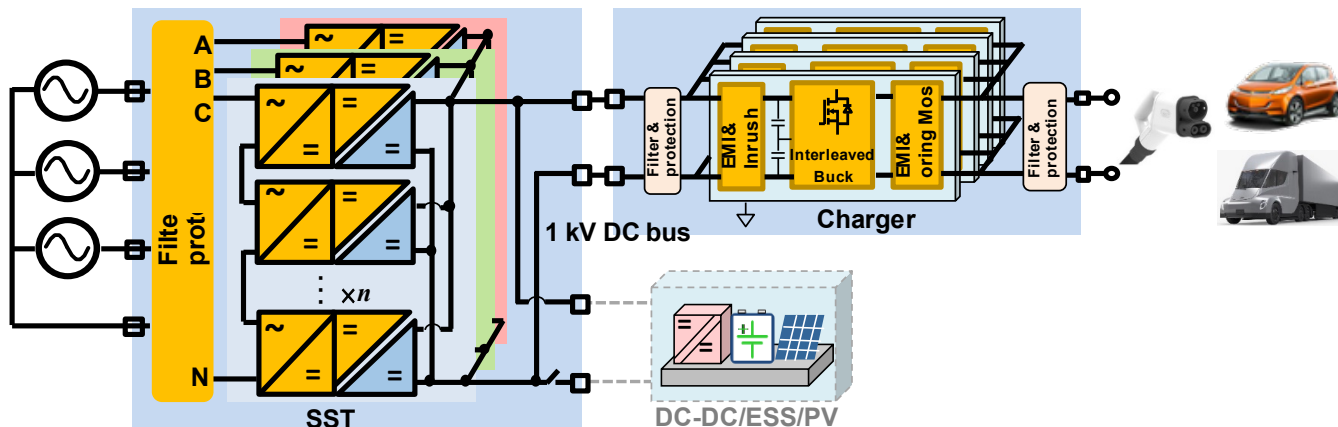 A
B
C
N
Filte
prot
~
=
~
=
~
=
=
=
~
=
=
=
⋮ ×n
~
=
=
=
SST
1 kV DC bus
Filter &
protection
EMI&
Inrush
Interleaved
Buck
EMI&
oring Mos
Filter &
protection
Charger
=
=
DC-DC/ESS/PV